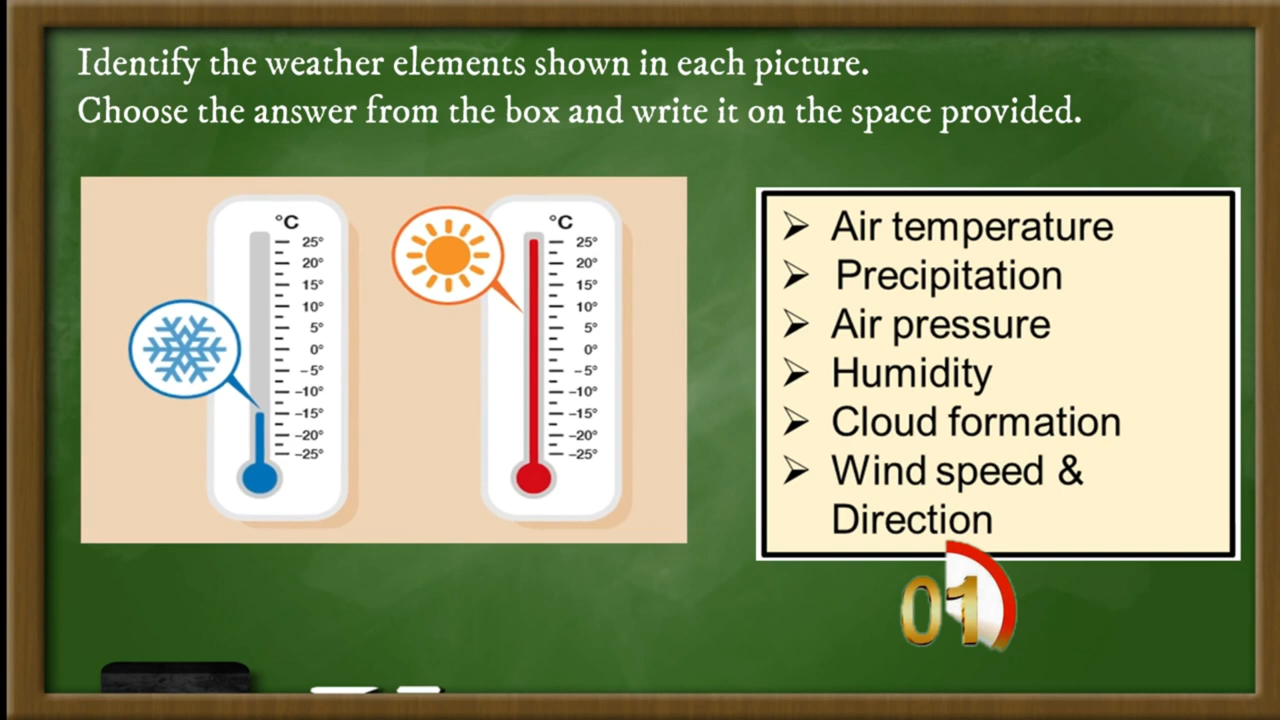 Identify the weather elements shown in each picture.
Choose the answer from the box and write it on the space provided.
°C
25°
20°
15°
10°
5°
0°
–5°
–10°
–15°
–20°
–25°
°C
25°
20°
15°
10°
5°
0°
–5°
–10°
–15°
–20°
–25°
➢ Air temperature
➢ Precipitation
➢ Air pressure
➢ Humidity
➢ Cloud formation
➢ Wind speed &
Direction
01